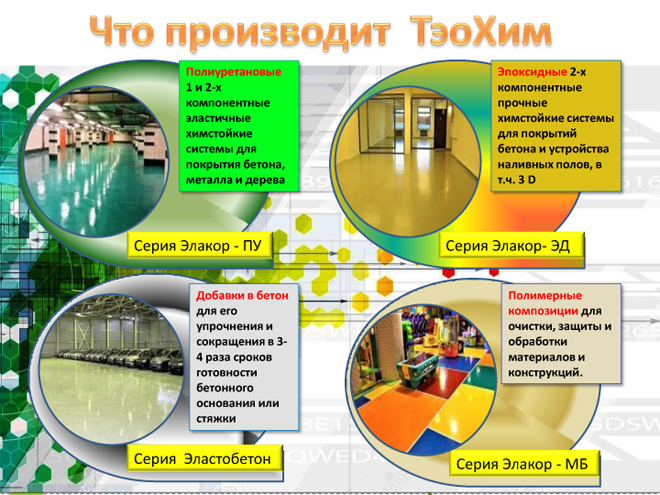 Что производит ТэоХим
Полиуретановые
1 и 2-х
компонентные
эластичные
химстойкие
системы для
покрытия бетона,
металла и дерева
Серия Элакор - ПУ
Эпоксидные 2-х
компонентные
прочные
химстойкие системы
для покрытий
бетона и устройства
наливных полов, в
т.ч. 3 D
Серия Элакор- ЭД
Добавки в бетон
для его
упрочнения и
сокращения в 3-
4 раза сроков
готовности
бетонного
основания или
стяжки
Серия Эластобетон
Полимерные
композиции для
очистки, защиты и
обработки
материалов и
конструкций.
Серия Элакор - МБ